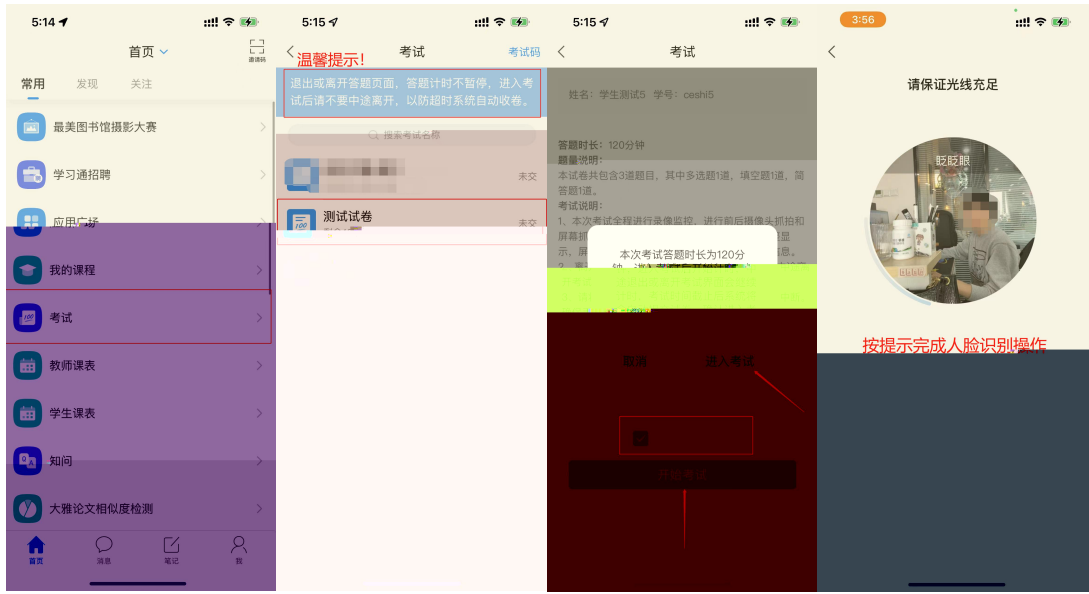 5:14
首页
邀请码
常用 发现 关注
最美图书馆摄影大赛
学习通招聘
应用广场
我的课程
考试
教师课表
学生课表
知问
大雅论文相似度检测
首页 消息 笔记 我
5:15
考试
考试码
温馨提示!
退出或离开答题页面，答题计时不暂停，进入考
试后请不要中途离开，以防超时系统自动收卷。
搜索考试名称
未交
测试试卷
未交
5:15
考试
姓名：学生测试5 学号：ceshi5
答题时长：120分钟
题量说明：
本试卷共包含3道题目，其中多选题1道，填空题1道，简
答题1道。
考试说明：
1、本次考试全程进行录像监控，进行前后摄像头抓拍和
屏幕抓
示，屏
本次考试答题时长为120分
取消 进入考试
开始考试
3:56
请保证光线充足
眨眨眼
按提示完成人脸识别操作